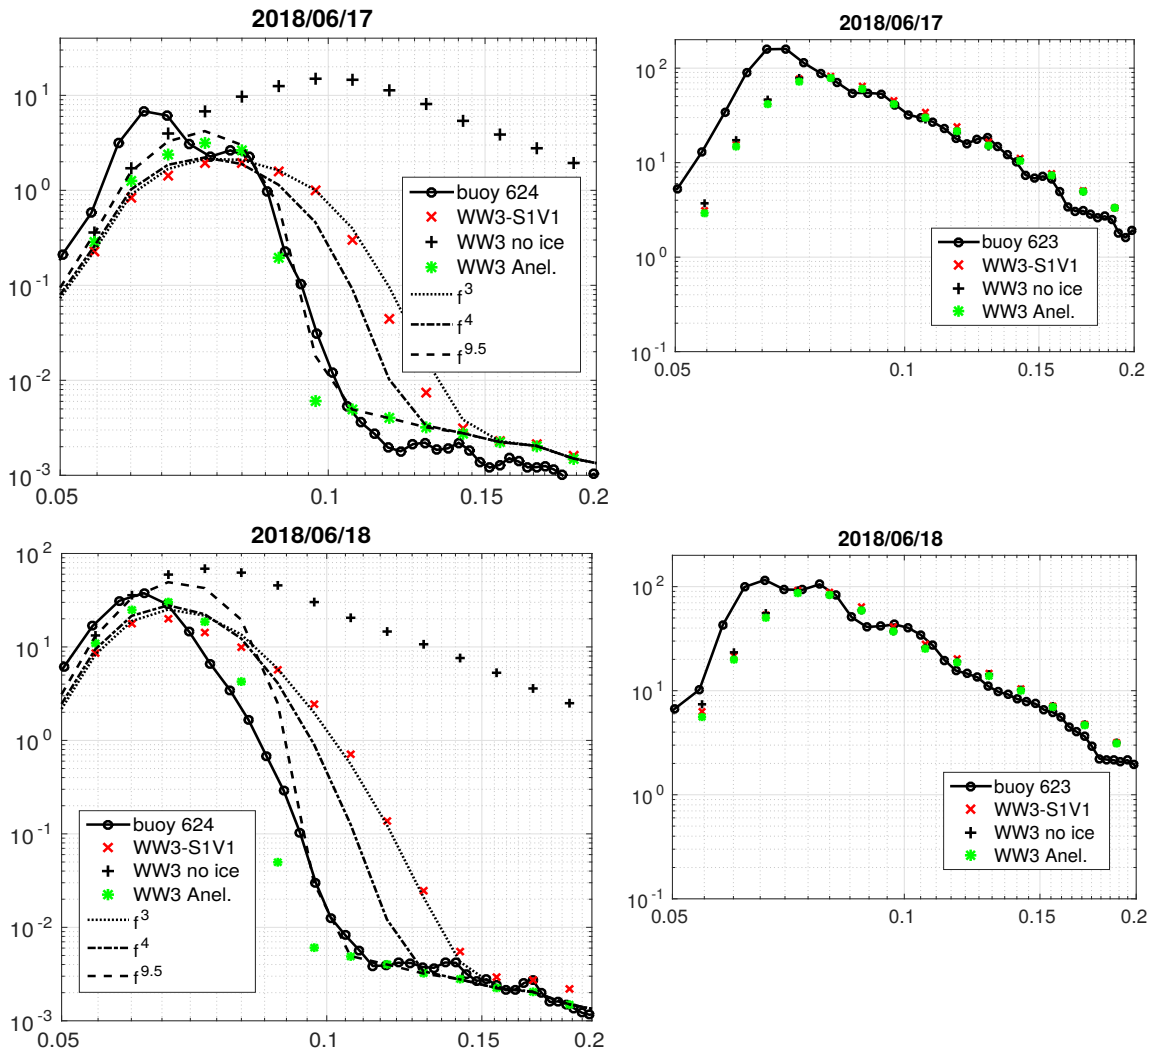 2018/06/17
10^1
10^0
10^-1
10^-2
10^-3
0.05
0.1
0.15
0.2
buoy 624
WW3-S1V1
WW3 no ice
WW3 Anel.
f^3
f^4
f^9.5
2018/06/17
10^2
10^1
10^0
10^-1
0.05
0.1
0.15
0.2
buoy 623
WW3-S1V1
WW3 no ice
WW3 Anel.
2018/06/18
10^2
10^1
10^0
10^-1
10^-2
10^-3
0.05
0.1
0.15
0.2
buoy 624
WW3-S1V1
WW3 no ice
WW3 Anel.
f^3
f^4
f^9.5
2018/06/18
10^2
10^1
10^0
10^-1
0.05
0.1
0.15
0.2
buoy 623
WW3-S1V1
WW3 no ice
WW3 Anel.